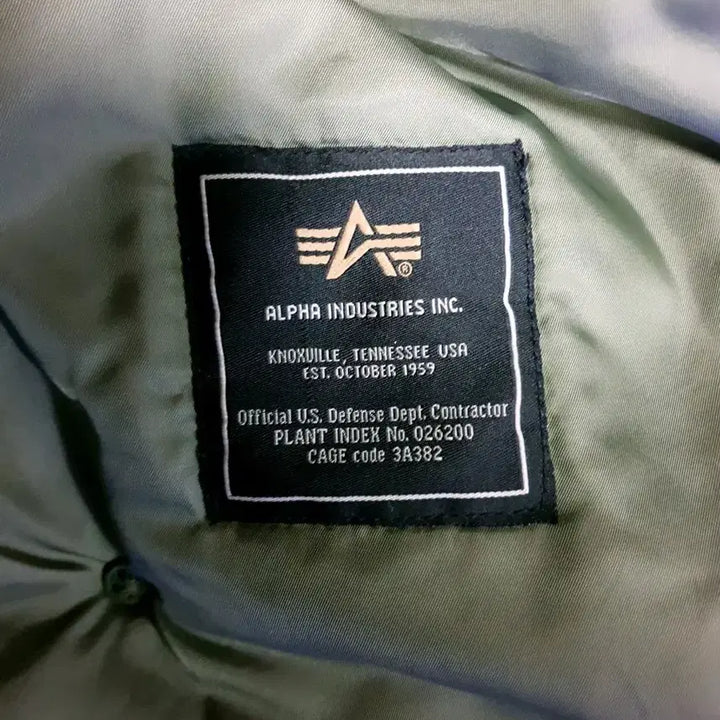 ®
ALPHA INDUSTRIES INC.
KNOXVILLE, TENNESSEE USA
EST. OCTOBER 1959
Official U.S. Defense Dept. Contractor
PLANT INDEX No. 026200
CAGE code 3A382